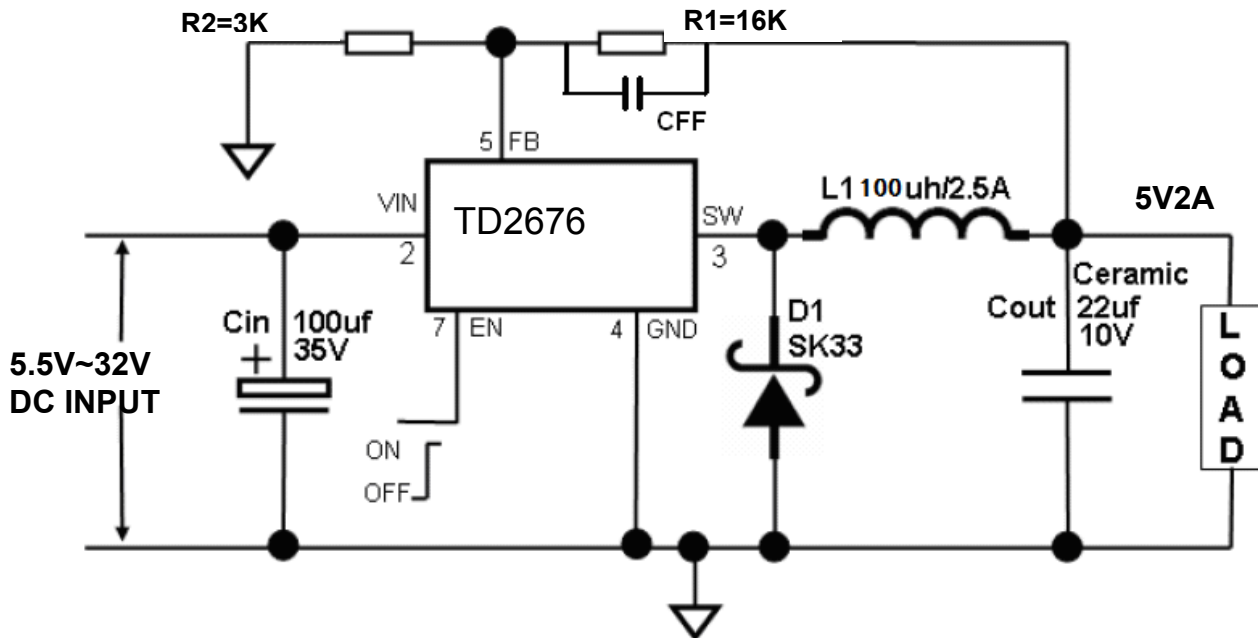 R2=3K
R1=16K
CFF
5 FB
VIN
TD2676
SW
2
3
L1 100uh/2.5A
5V2A
Cin
100uf
35V
+
7 EN
4 GND
D1
SK33
Cout
Ceramic
22uf
10V
LOAD
5.5V~32V
DC INPUT
ON
OFF